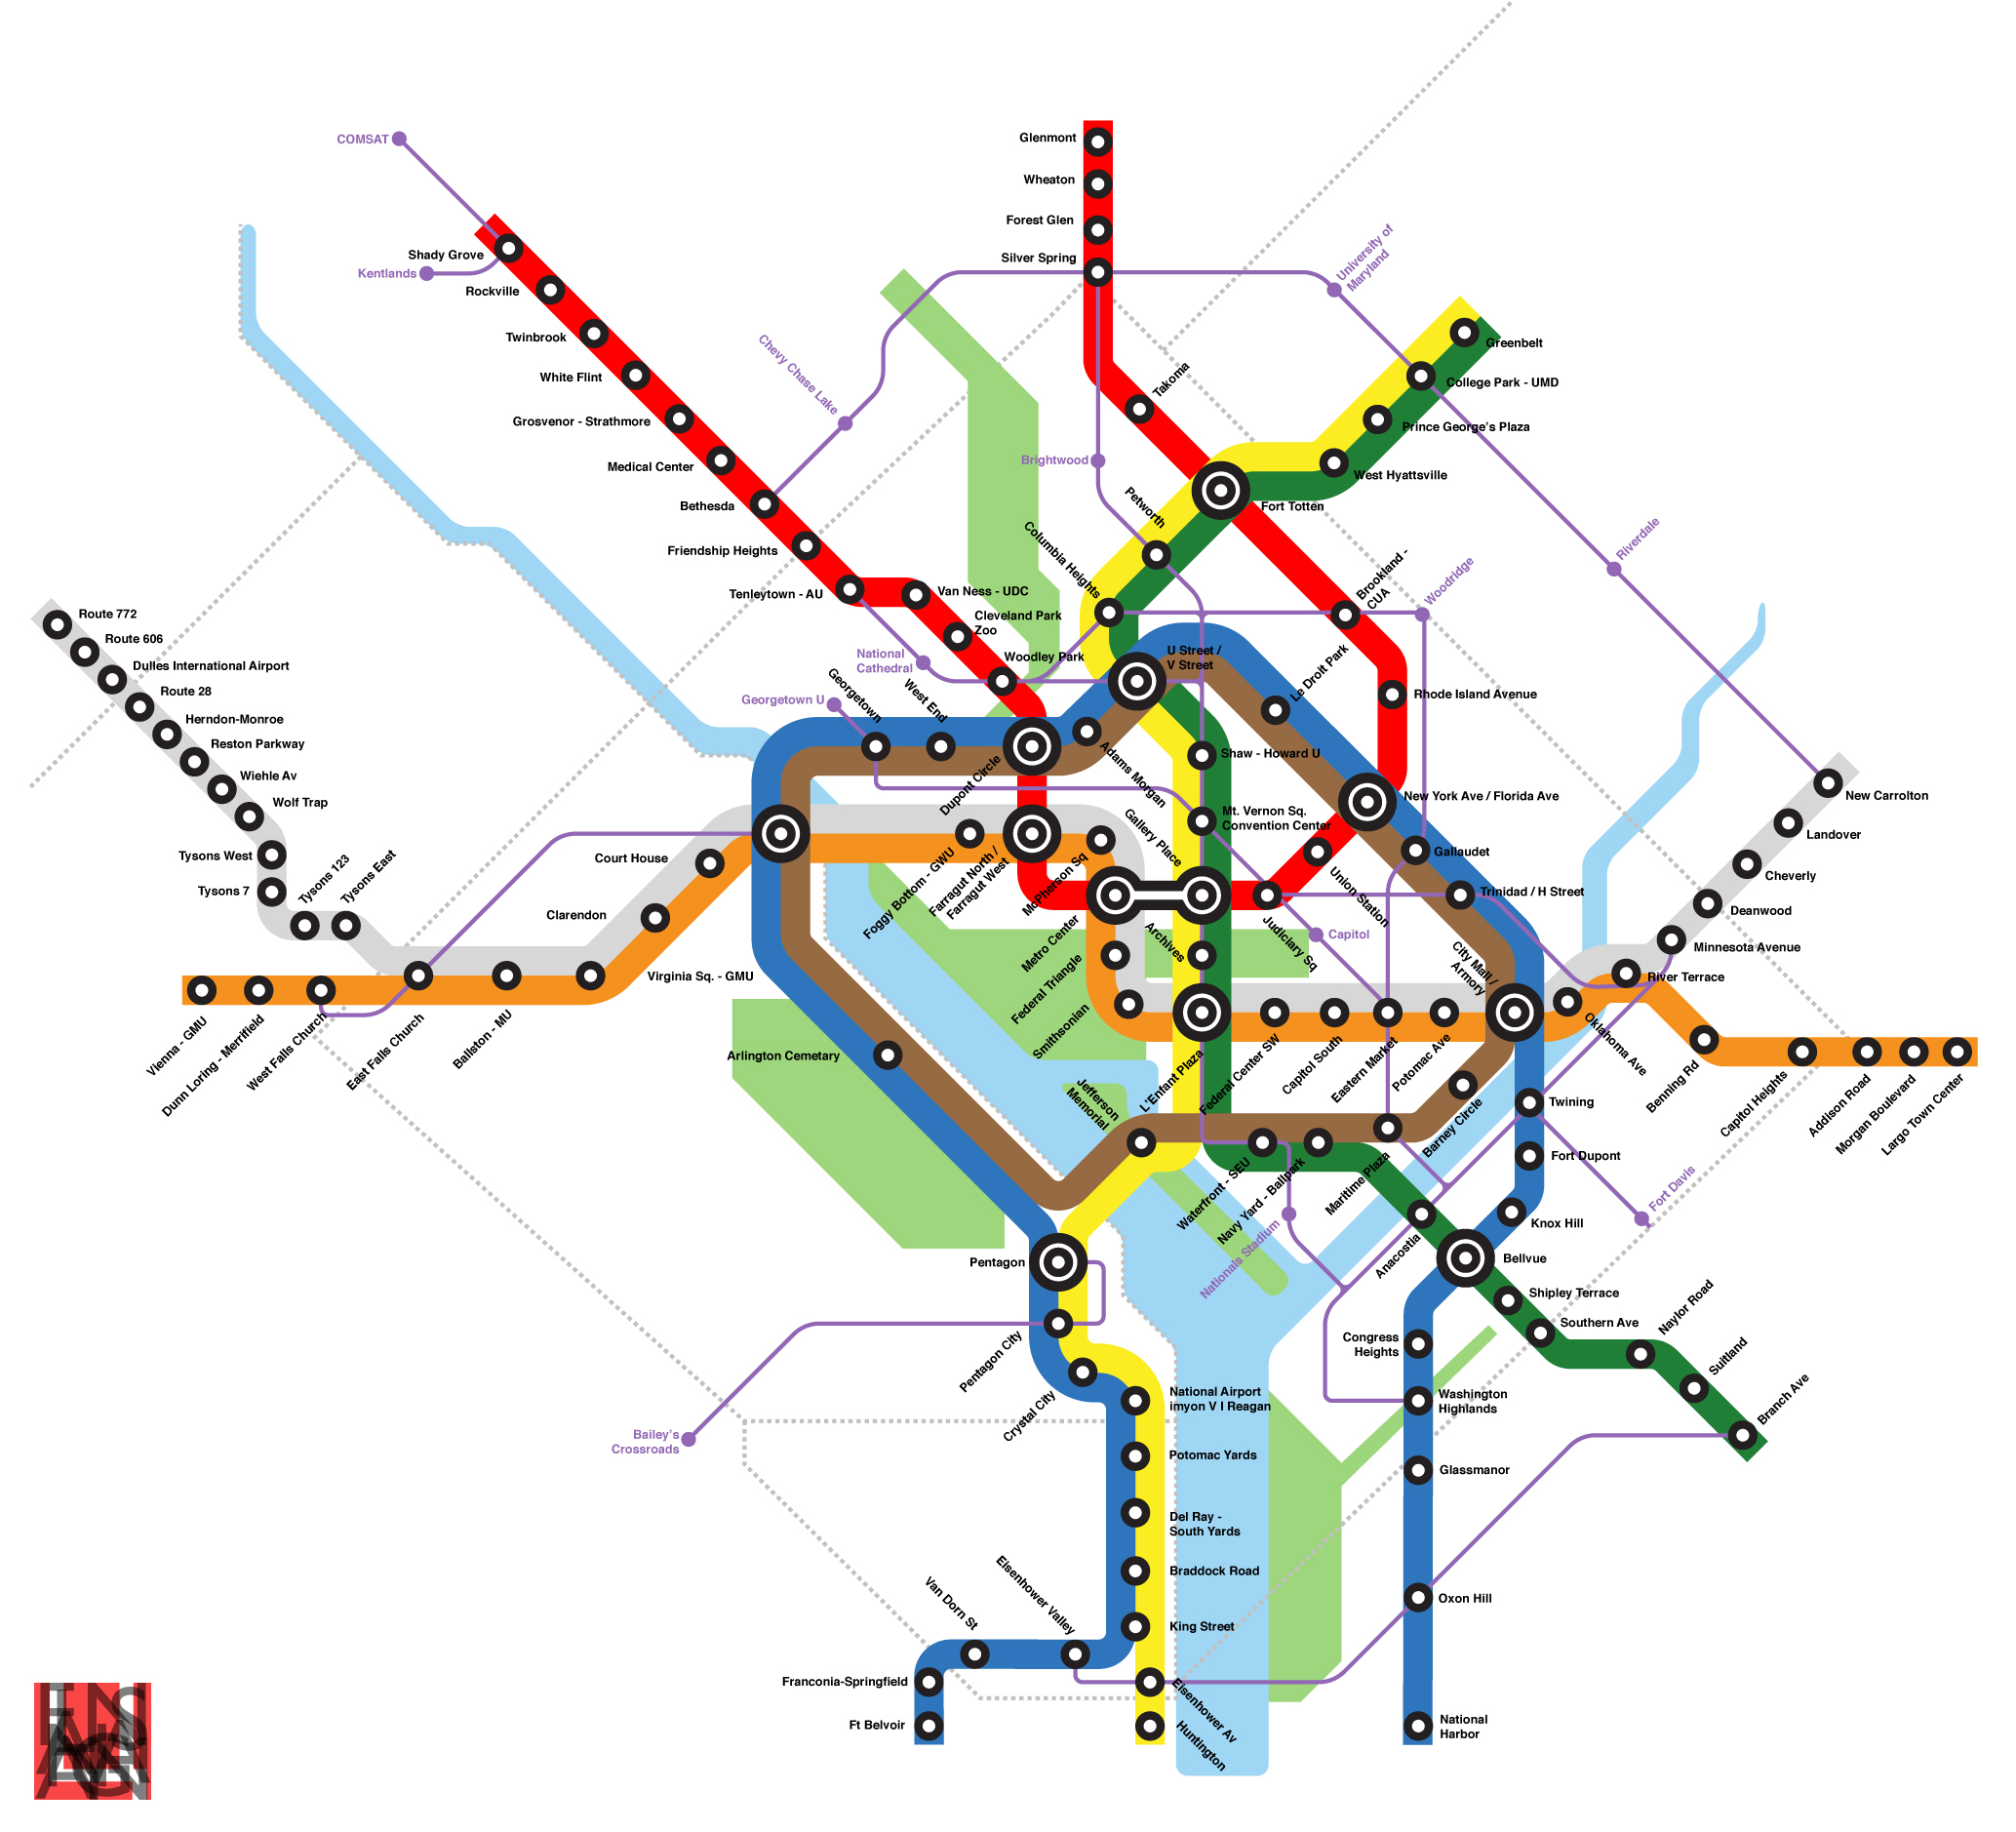 COMSAT
Glenmont
Wheaton
Forest Glen
Silver Spring
Shady Grove
Kentlands
Rockville
Twinbrook
White Flint
Grosvenor - Strathmore
Medical Center
Bethesda
Friendship Heights
Tenleytown - AU
Van Ness - UDC
Cleveland Park
Zoo
Woodley Park
Chevy Chase Lake
University of
Maryland
Takoma
Greenbelt
College Park - UMD
Prince George's Plaza
West Hyattsville
Fort Totten
Brightwood
Petworth
Columbia Heights
Brookland -
CUA
Woodridge
Riverdale
National
Cathedral
Georgetown U
Georgetown
West End
Dupont Circle
Adams Morgan
U Street /
V Street
Le Droit Park
Rhode Island Avenue
Shaw - Howard U
New York Ave / Florida Ave
Mt. Vernon Sq.
Convention Center
Gallery Place
Gallaudet
Union Station
Trinidad / H Street
Judiciary Sq
Capitol
Route 772
Route 606
Dulles International Airport
Route 28
Herndon-Monroe
Reston Parkway
Wiehle Av
Wolf Trap
Tysons West
Tysons 7
Tysons 123
Tysons East
Court House
Clarendon
Virginia Sq. - GMU
Vienna - GMU
Dunn Loring - Merrifield
West Falls Church
East Falls Church
Ballston - MU
Foggy Bottom - GWU
Farragut North /
Farragut West
McPherson Sq
Metro Center
Federal Triangle
Smithsonian
Archives
L'Enfant Plaza
Federal Center SW
Capitol South
Eastern Market
Potomac Ave
City Mall /
Armory
New Carrolton
Landover
Cheverly
Deanwood
Minnesota Avenue
River Terrace
Oklahoma Ave
Benning Rd
Capitol Heights
Addison Road
Morgan Boulevard
Largo Town Center
Arlington Cemetary
Jefferson
Memorial
Waterfront - SEU
Navy Yard - Ballpark
Nationals Stadium
Maritime Plaza
Barney Circle
Twining
Fort Dupont
Fort Davis
Knox Hill
Anacostia
Bellvue
Shipley Terrace
Southern Ave
Naylor Road
Suitland
Branch Ave
Congress
Heights
Washington
Highlands
Glassmanor
Oxon Hill
National
Harbor
Pentagon
Pentagon City
Crystal City
Bailey's
Crossroads
National Airport
imyon V I Reagan
Potomac Yards
Del Ray -
South Yards
Braddock Road
King Street
Eisenhower Valley
Van Dorn St
Franconia-Springfield
Ft Belvoir
Eisenhower Av
Huntington